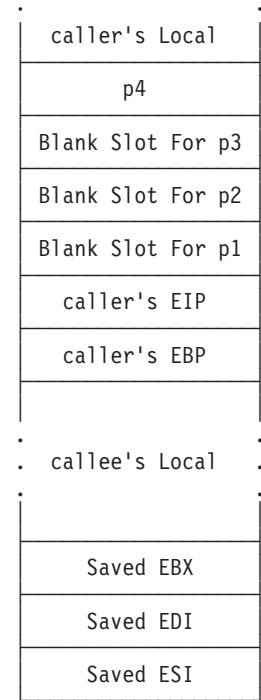 caller's Local
p4
Blank Slot For p3
Blank Slot For p2
Blank Slot For p1
caller's EIP
caller's EBP
callee's Local
Saved EBX
Saved EDI
Saved ESI